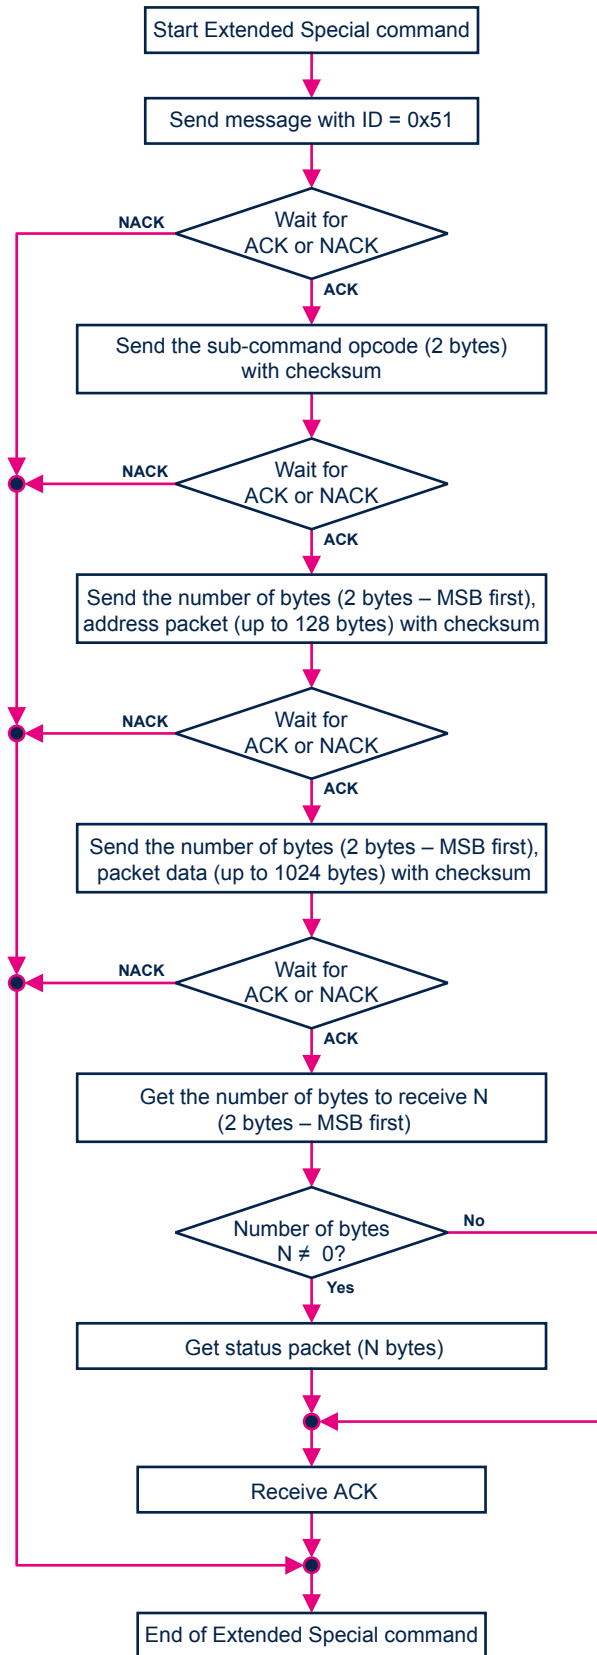 Start Extended Special command
Send message with ID = 0x51
Wait for
ACK or NACK
NACK
ACK
Send the sub-command opcode (2 bytes)
with checksum
Wait for
ACK or NACK
NACK
ACK
Send the number of bytes (2 bytes – MSB first),
address packet (up to 128 bytes) with checksum
Wait for
ACK or NACK
NACK
ACK
Send the number of bytes (2 bytes – MSB first),
packet data (up to 1024 bytes) with checksum
Wait for
ACK or NACK
NACK
ACK
Get the number of bytes to receive N
(2 bytes – MSB first)
Number of bytes
N ≠ 0?
No
Yes
Get status packet (N bytes)
Receive ACK
End of Extended Special command